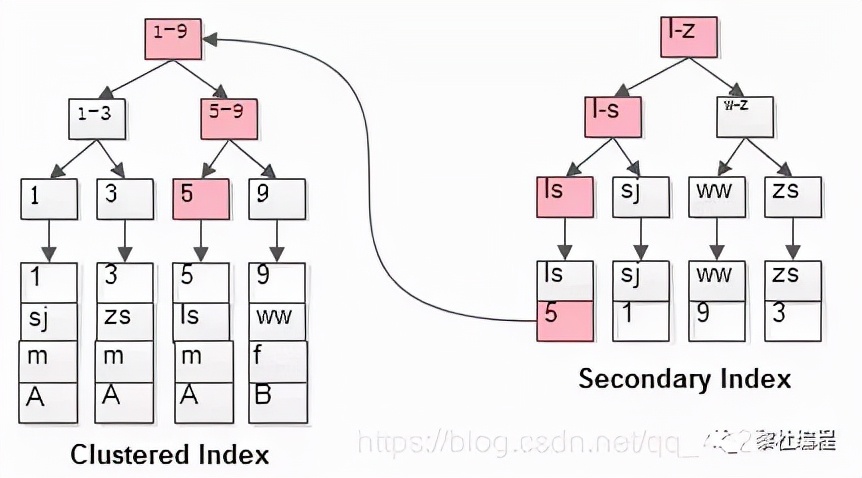 1-9
l-z
1-3
5-9
l-s
w-z
1
3
5
9
ls
sj
ww
zs
1
3
5
9
ls
sj
ww
zs
sj
zs
ls
ww
5
1
9
3
m
m
m
f
A
A
A
B
Secondary Index
Clustered Index
https://blog.csdn.net/qq_
编程